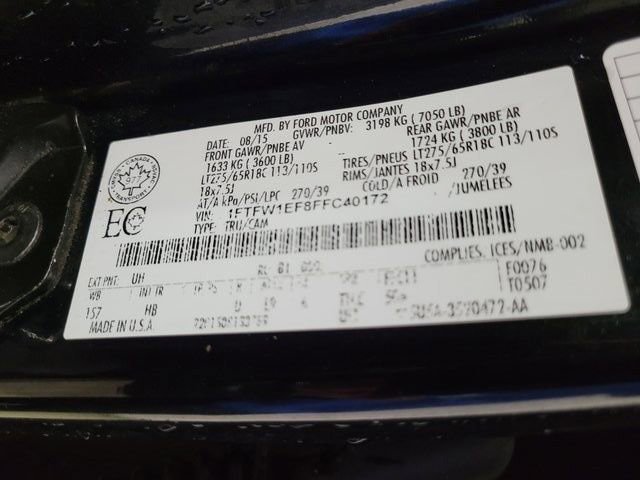 MFD. BY FORD MOTOR COMPANY
DATE: 08/15 GVWR/PNBV: 3198 KG ( 7050 LB)
FRONT GAWR/PNBE AV REAR GAWR/PNBE AR
1633 KG ( 3600 LB) 1724 KG ( 3800 LB)
LT275/65R18C 113/110S TIRES/PNEUS LT275/65R18C 113/110S
18x7.5J RIMS/JANTES 18x7.5J
AT/A kPa/PSI/LPC 270/39 COLD/A FROID 270/39
VIN: 1FTFW1EF8FFC40172 /JUMELEES
TYPE: TRU/CAM
CANADA
EC
COMPLIES. ICES/NMB-002
EXT PNT: UH F0076
WB INT TR T0507
157 HB
MADE IN U.S.A.